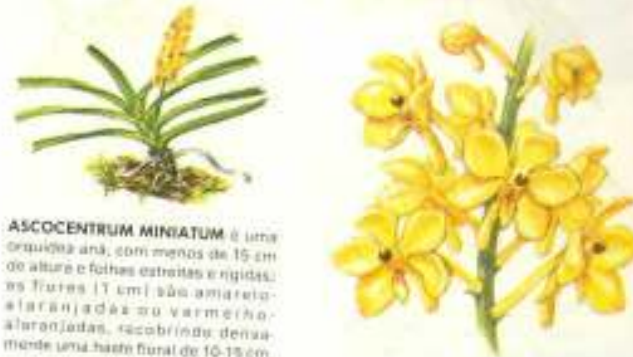 ASCOCENTRUM MINIATUM é uma
orquídea anã, com menos de 15 cm
de altura e folhas estreitas e rígidas;
as flores (1 cm) são amarelo-
alaranjadas ou vermelho-
alaranjadas, recobrindo densa-
mente uma haste floral de 10-15 cm